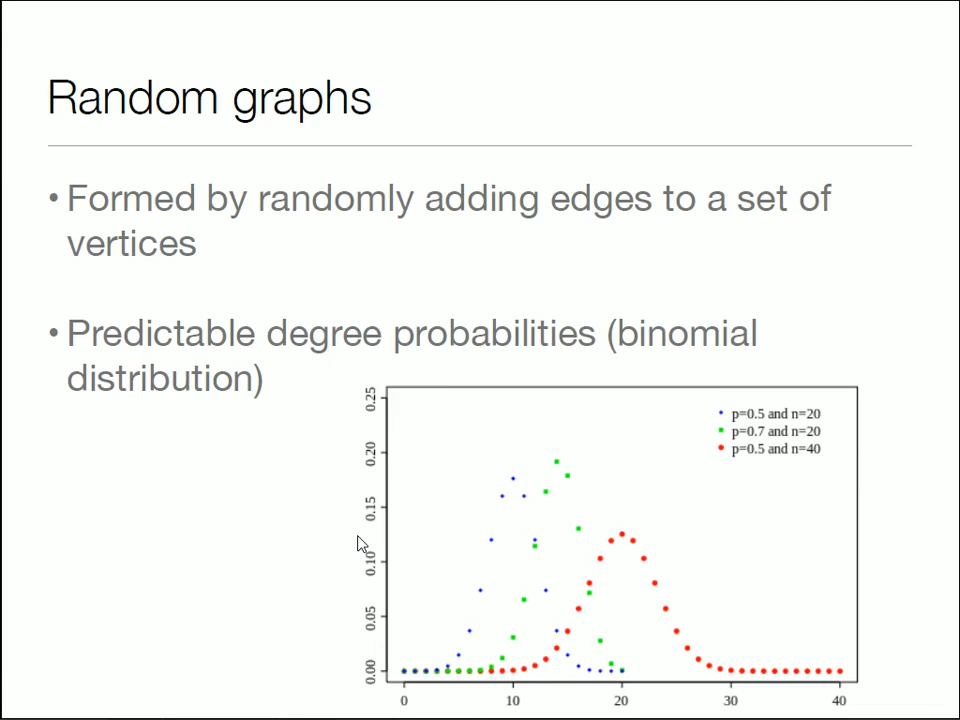 Random graphs
• Formed by randomly adding edges to a set of
vertices
• Predictable degree probabilities (binomial
distribution)
0.25
0.20
0.15
0.10
0.05
0.00
p=0.5 and n=20
p=0.7 and n=20
p=0.5 and n=40
0 10 20 30 40